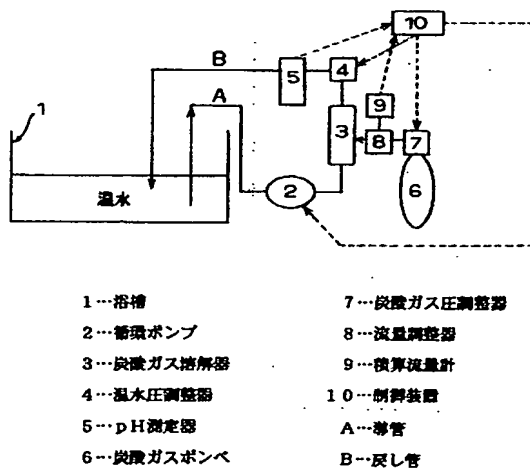 10
B
5
4
1
A
9
3
8
7
温水
2
6
1…浴槽
2…循環ポンプ
3…炭酸ガス溶解器
4…温水圧調整器
5…pH測定器
6…炭酸ガスボンベ
7…炭酸ガス圧調整器
8…流量調整器
9…積算流量計
10…制御装置
A…導管
B…戻し管